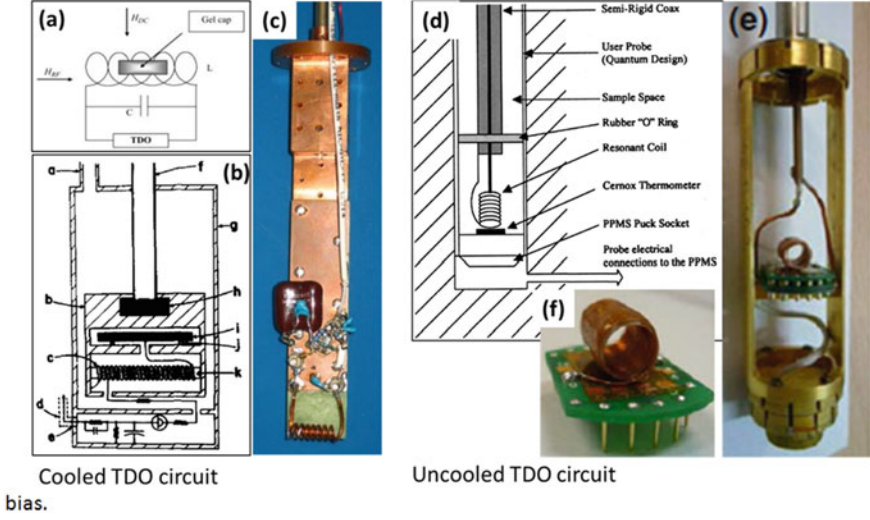 (a)
H_DC
Gel cap
H_RF
L
C
TDO
(b)
a
f
g
b
h
i
j
c
k
d
e
(c)
(d)
Semi-Rigid Coax
User Probe
(Quantum Design)
Sample Space
Rubber "O" Ring
Resonant Coil
Cernox Thermometer
PPMS Puck Socket
Probe electrical
connections to the PPMS
(e)
(f)
Cooled TDO circuit
Uncooled TDO circuit
bias.